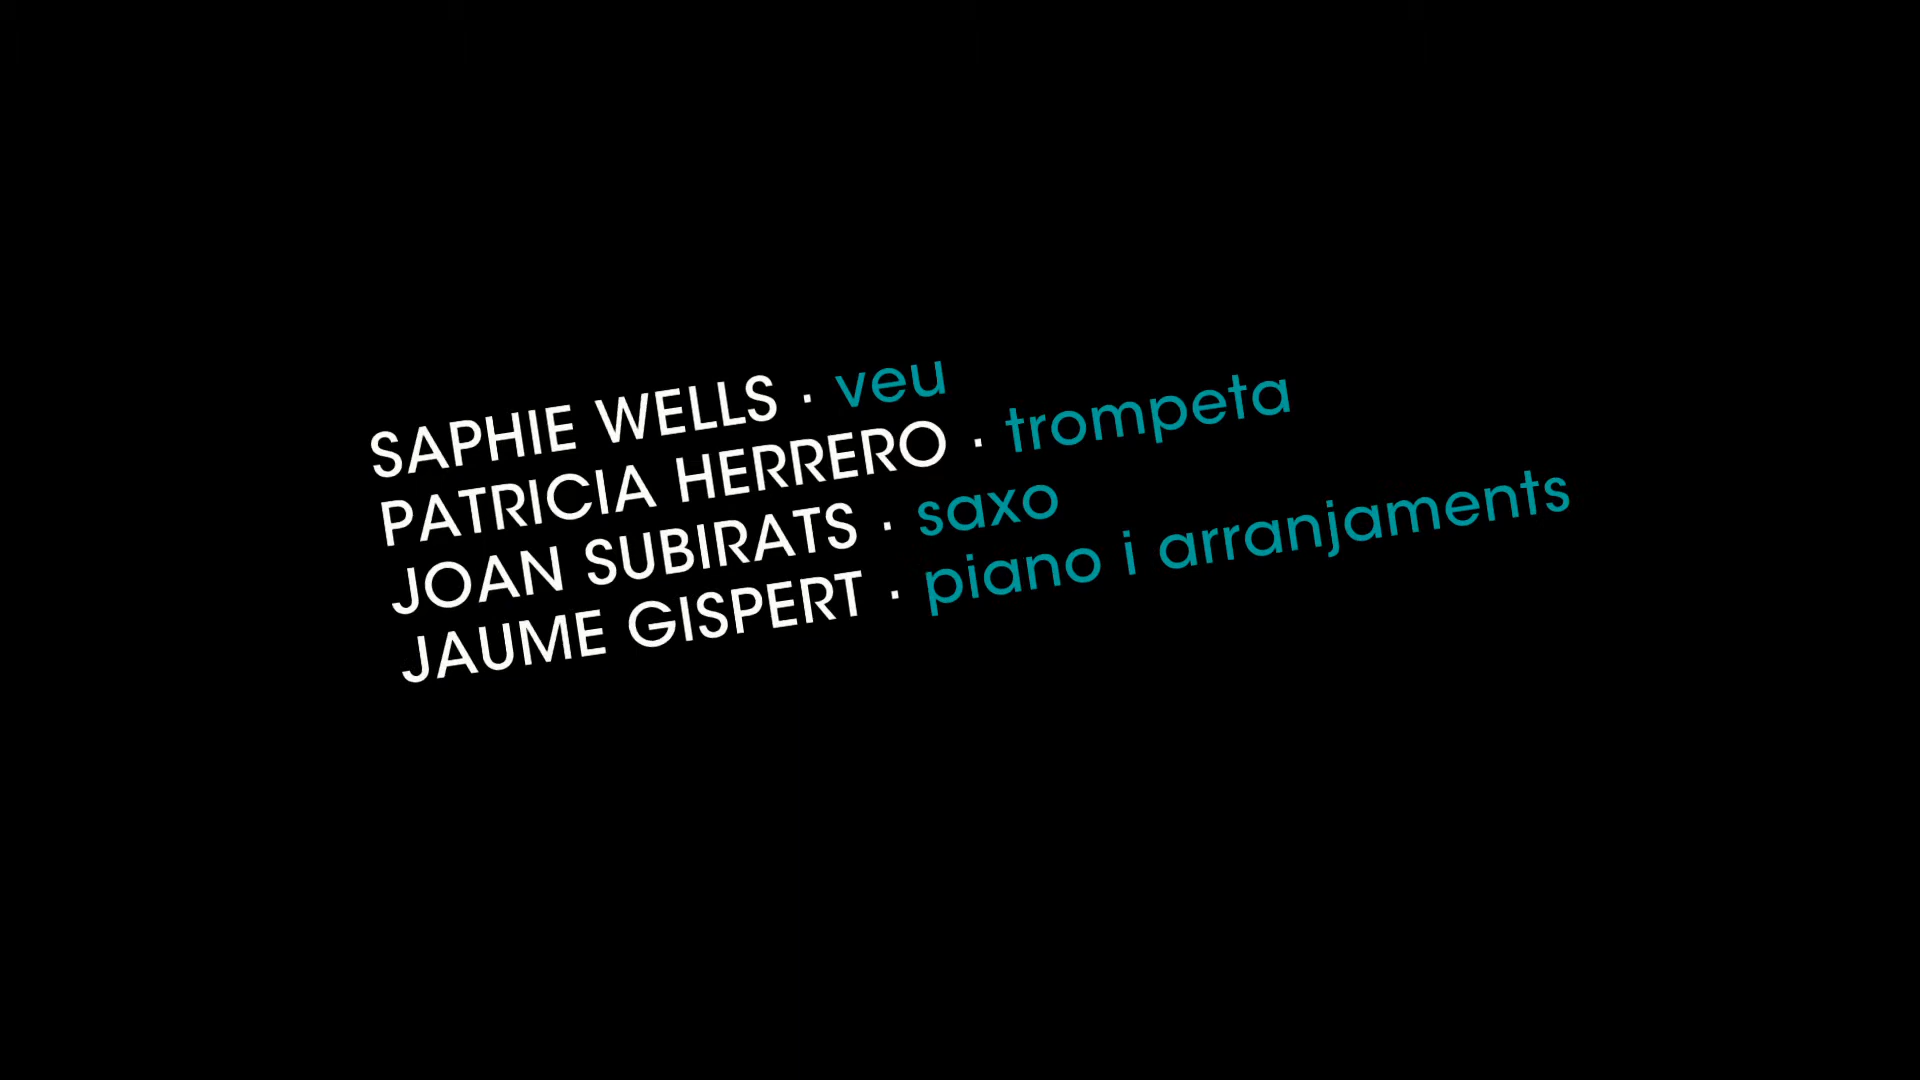 SAPHIE WELLS · veu
PATRICIA HERRERO · trompeta
JOAN SUBIRATS · saxo
JAUME GISPERT · piano i arranjaments